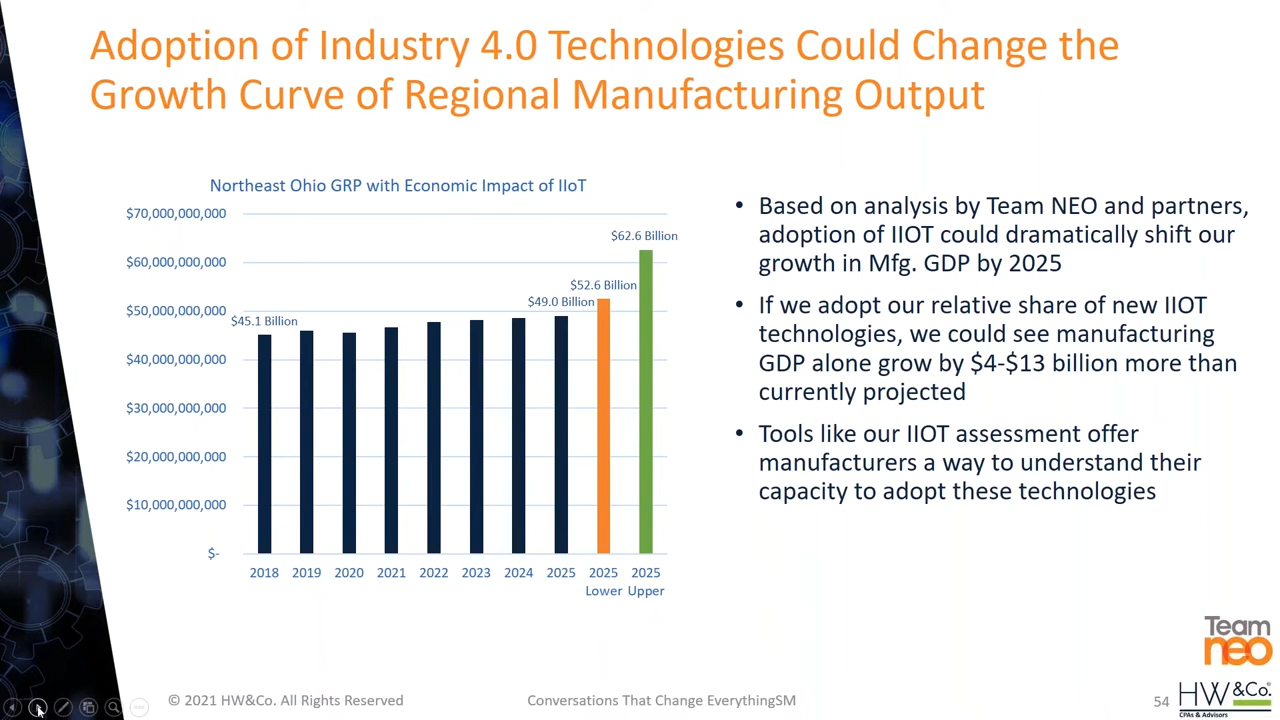 Adoption of Industry 4.0 Technologies Could Change the
Growth Curve of Regional Manufacturing Output
Northeast Ohio GRP with Economic Impact of IIoT
$70,000,000,000
$60,000,000,000
$50,000,000,000
$40,000,000,000
$30,000,000,000
$20,000,000,000
$10,000,000,000
$-
$45.1 Billion
$49.0 Billion
$52.6 Billion
$62.6 Billion
2018 2019 2020 2021 2022 2023 2024 2025 2025 2025
Lower Upper
• Based on analysis by Team NEO and partners,
adoption of IIOT could dramatically shift our
growth in Mfg. GDP by 2025
• If we adopt our relative share of new IIOT
technologies, we could see manufacturing
GDP alone grow by $4-$13 billion more than
currently projected
• Tools like our IIOT assessment offer
manufacturers a way to understand their
capacity to adopt these technologies
Team
neo
© 2021 HW&Co. All Rights Reserved
Conversations That Change EverythingSM
54
HW&Co.
CPAs & Advisors